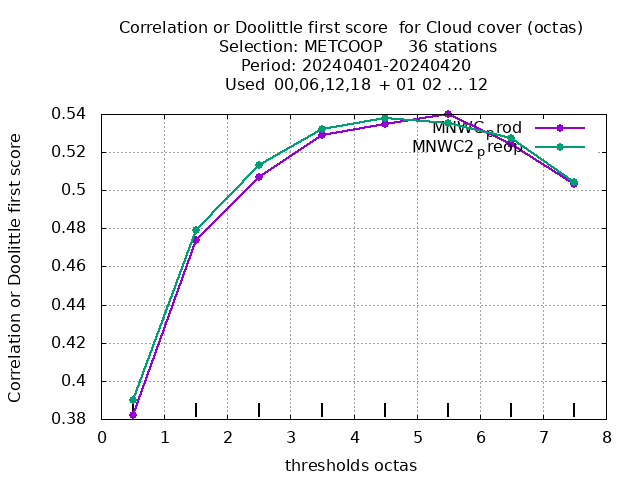 Correlation or Doolittle first score  for Cloud cover (octas)
Selection: METCOOP     36 stations
Period: 20240401-20240420
Used  00,06,12,18 + 01 02 ... 12
MNWC_prod
MNWC2_preop
Correlation or Doolittle first score
0.54
0.52
0.5
0.48
0.46
0.44
0.42
0.4
0.38
0 1 2 3 4 5 6 7 8
thresholds octas